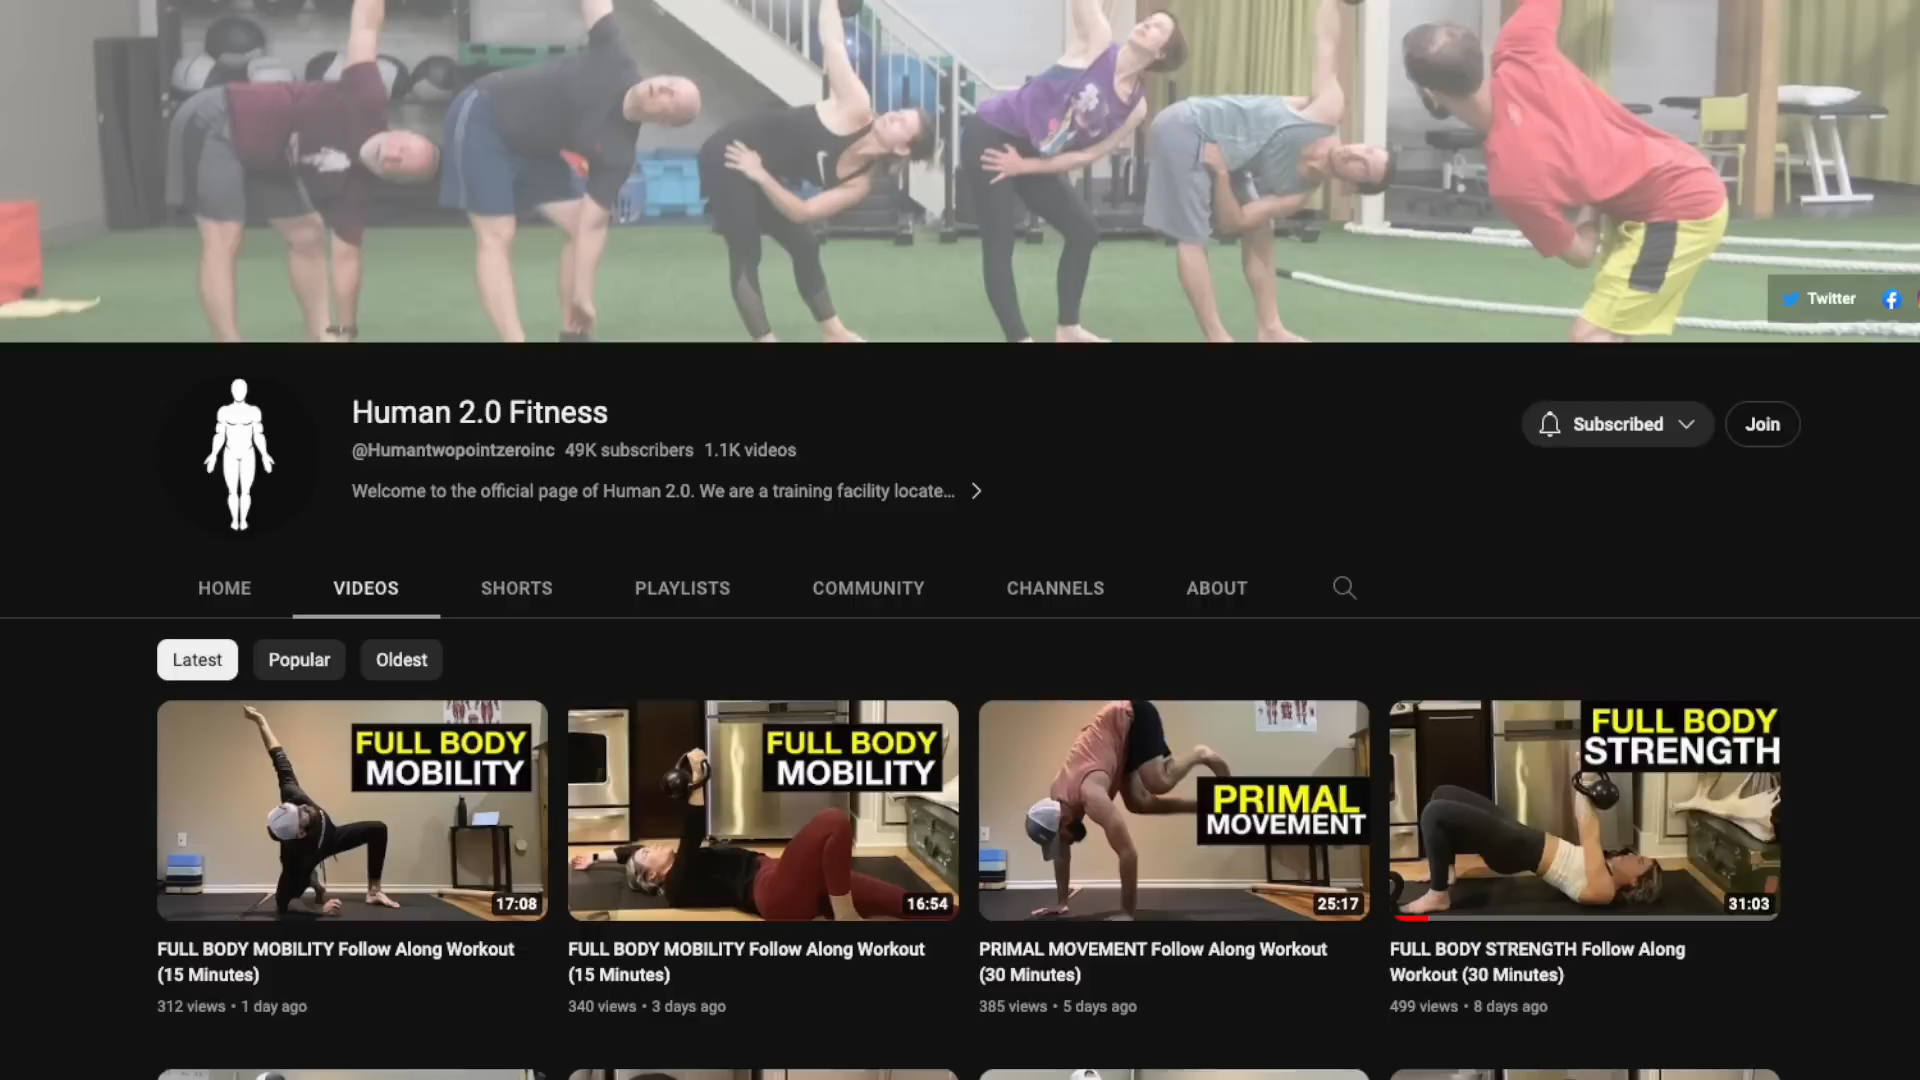 Twitter
Human 2.0 Fitness
@Humantwopointzeroinc 49K subscribers 1.1K videos
Welcome to the official page of Human 2.0. We are a training facility locate...
Subscribed
Join
HOME VIDEOS SHORTS PLAYLISTS COMMUNITY CHANNELS ABOUT
Latest Popular Oldest
FULL BODY
MOBILITY
17:08
FULL BODY
MOBILITY
16:54
PRIMAL
MOVEMENT
25:17
FULL BODY
STRENGTH
31:03
FULL BODY MOBILITY Follow Along Workout
(15 Minutes)
312 views • 1 day ago
FULL BODY MOBILITY Follow Along Workout
(15 Minutes)
340 views • 3 days ago
PRIMAL MOVEMENT Follow Along Workout
(30 Minutes)
385 views • 5 days ago
FULL BODY STRENGTH Follow Along
Workout (30 Minutes)
499 views • 8 days ago